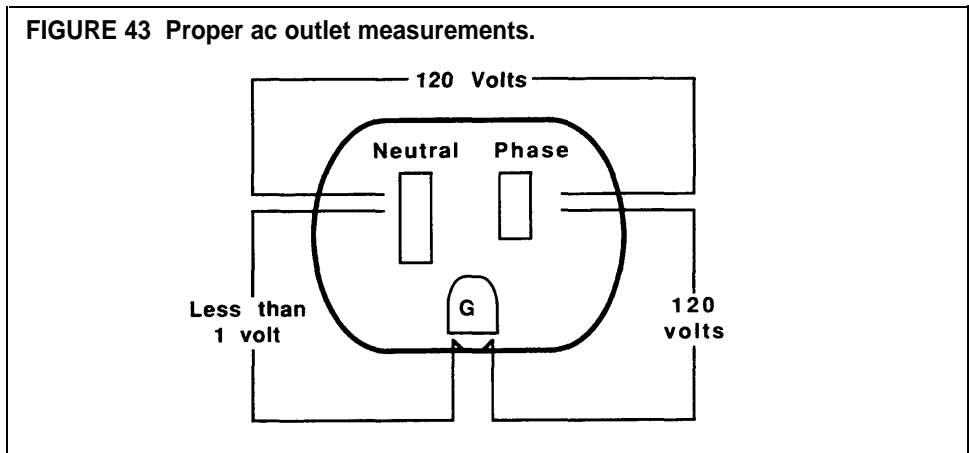 FIGURE 43 Proper ac outlet measurements.
120 Volts
Neutral Phase
Less than
1 volt
G
120
volts